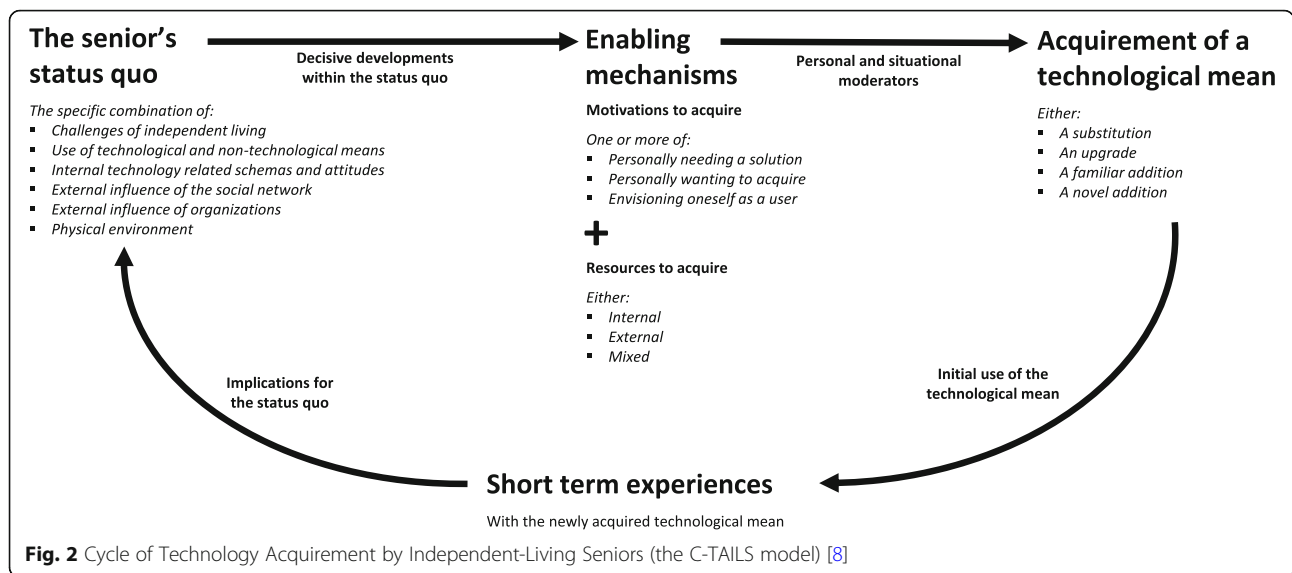 The senior's
status quo
Decisive developments
within the status quo
The specific combination of:
▪ Challenges of independent living
▪ Use of technological and non-technological means
▪ Internal technology related schemas and attitudes
▪ External influence of the social network
▪ External influence of organizations
▪ Physical environment
Enabling
mechanisms
Motivations to acquire
One or more of:
▪ Personally needing a solution
▪ Personally wanting to acquire
▪ Envisioning oneself as a user
+
Resources to acquire
Either:
▪ Internal
▪ External
▪ Mixed
Personal and situational
moderators
Acquirement of a
technological mean
Either:
▪ A substitution
▪ An upgrade
▪ A familiar addition
▪ A novel addition
Initial use of the
technological mean
Short term experiences
With the newly acquired technological mean
Implications for
the status quo
Fig. 2 Cycle of Technology Acquirement by Independent-Living Seniors (the C-TAILS model) [8]